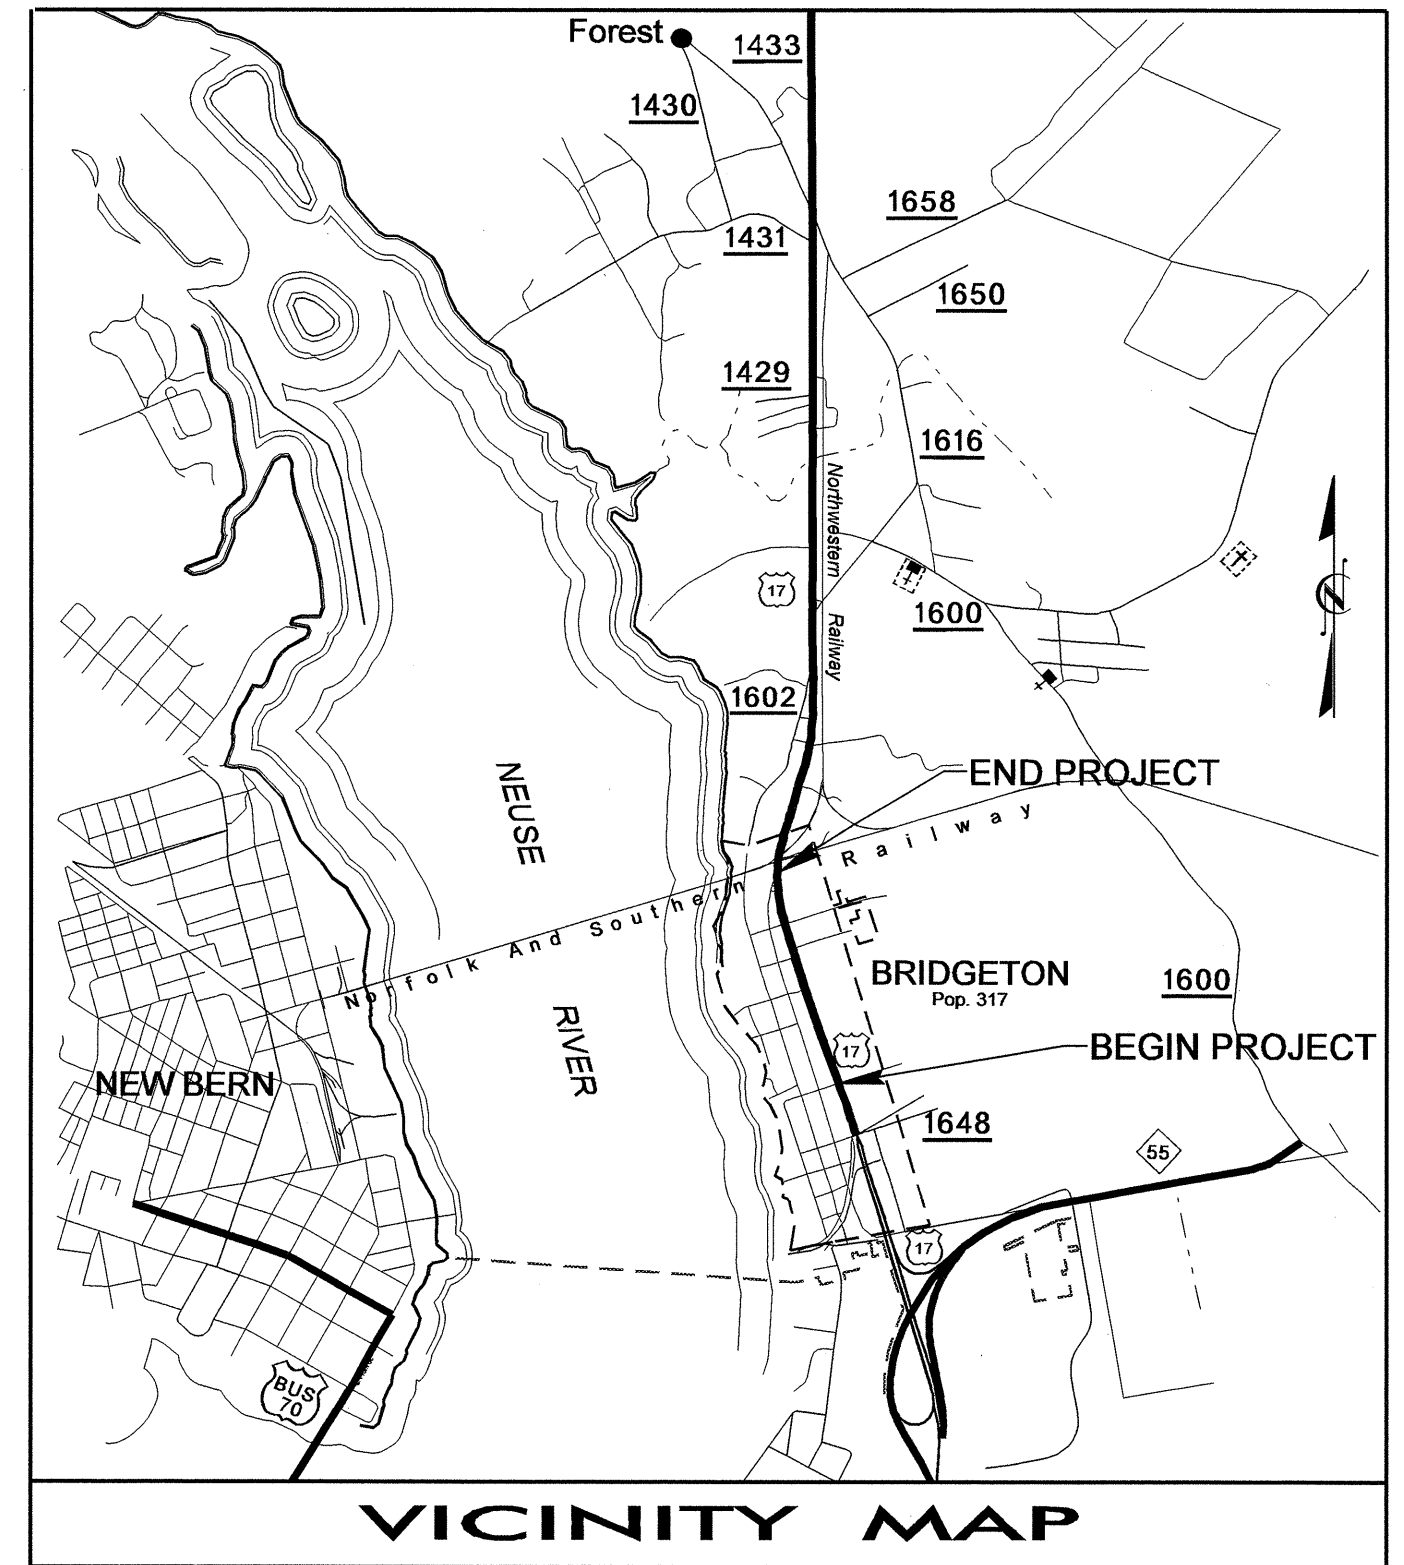 Forest
1433
1430
1658
1431
1650
1429
1616
Northwestern Railway
17
1600
1602
END PROJECT
NEUSE RIVER
Norfolk And Southern Railway
BRIDGETON
Pop. 317
1600
17
BEGIN PROJECT
NEW BERN
1648
55
17
BUS
70
N
VICINITY MAP